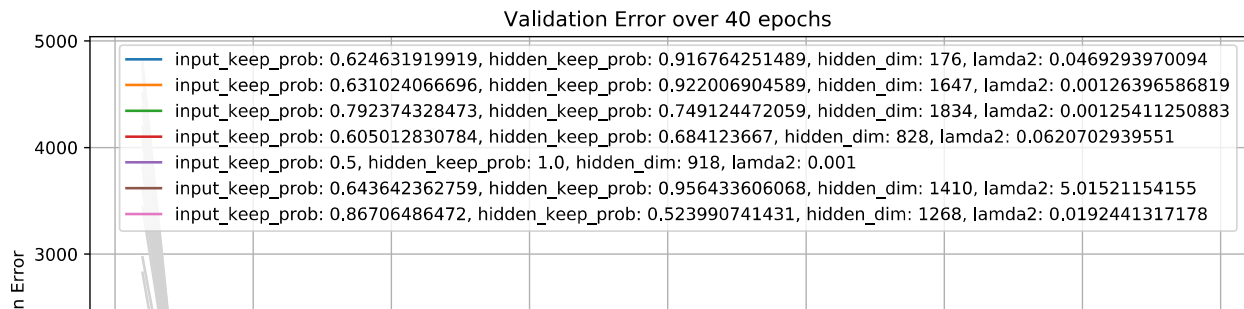 Validation Error over 40 epochs
5000
input_keep_prob: 0.624631919919, hidden_keep_prob: 0.916764251489, hidden_dim: 176, lamda2: 0.0469293970094
input_keep_prob: 0.631024066696, hidden_keep_prob: 0.922006904589, hidden_dim: 1647, lamda2: 0.00126396586819
input_keep_prob: 0.792374328473, hidden_keep_prob: 0.749124472059, hidden_dim: 1834, lamda2: 0.00125411250883
input_keep_prob: 0.605012830784, hidden_keep_prob: 0.684123667, hidden_dim: 828, lamda2: 0.0620702939551
4000
input_keep_prob: 0.5, hidden_keep_prob: 1.0, hidden_dim: 918, lamda2: 0.001
input_keep_prob: 0.643642362759, hidden_keep_prob: 0.956433606068, hidden_dim: 1410, lamda2: 5.01521154155
input_keep_prob: 0.86706486472, hidden_keep_prob: 0.523990741431, hidden_dim: 1268, lamda2: 0.0192441317178
3000
n Error